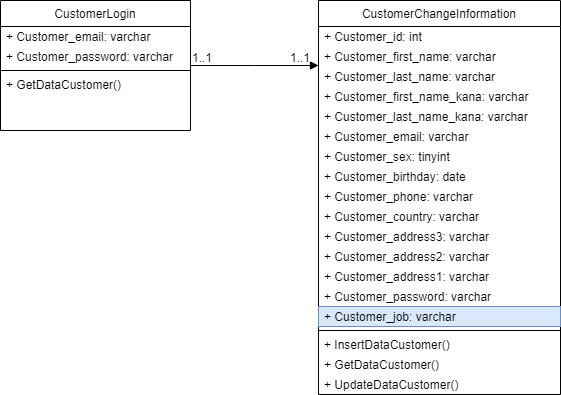 CustomerLogin
+ Customer_email: varchar
+ Customer_password: varchar
+ GetDataCustomer()
1..1
1..1
CustomerChangeInformation
+ Customer_id: int
+ Customer_first_name: varchar
+ Customer_last_name: varchar
+ Customer_first_name_kana: varchar
+ Customer_last_name_kana: varchar
+ Customer_email: varchar
+ Customer_sex: tinyint
+ Customer_birthday: date
+ Customer_phone: varchar
+ Customer_country: varchar
+ Customer_address3: varchar
+ Customer_address2: varchar
+ Customer_address1: varchar
+ Customer_password: varchar
+ Customer_job: varchar
+ InsertDataCustomer()
+ GetDataCustomer()
+ UpdateDataCustomer()